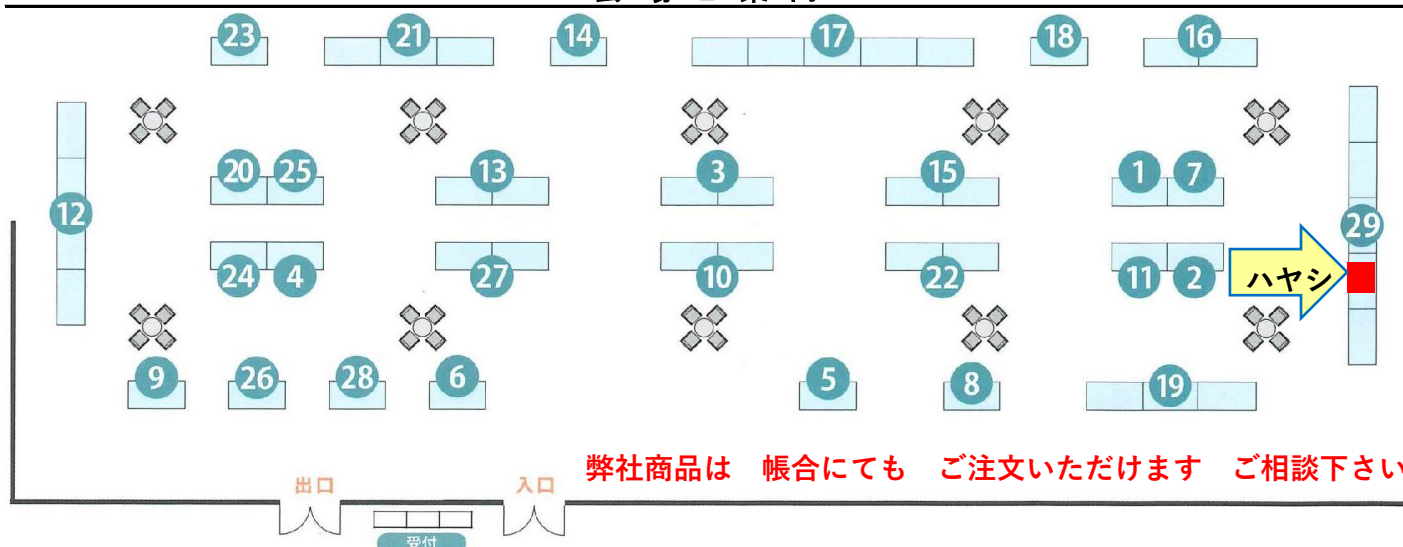 23 21 14 17 18 16
20 25 13 3 15 1 7
12 29
24 4 27 10 22 11 2 ハヤシ
9 26 28 6 5 8 19
弊社商品は 帳合にても ご注文いただけます ご相談下さい
出口 入口
受付